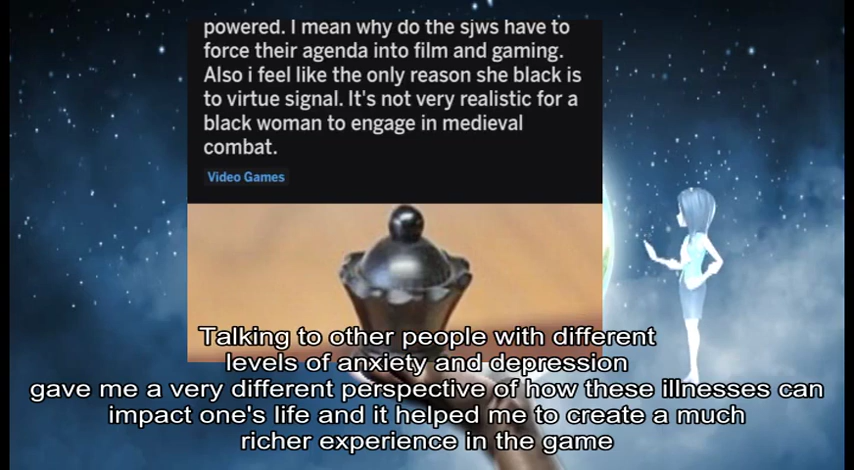 powered. I mean why do the sjws have to
force their agenda into film and gaming.
Also i feel like the only reason she black is
to virtue signal. It's not very realistic for a
black woman to engage in medieval
combat.
Video Games
Talking to other people with different
levels of anxiety and depression
gave me a very different perspective of how these illnesses can
impact one's life and it helped me to create a much
richer experience in the game